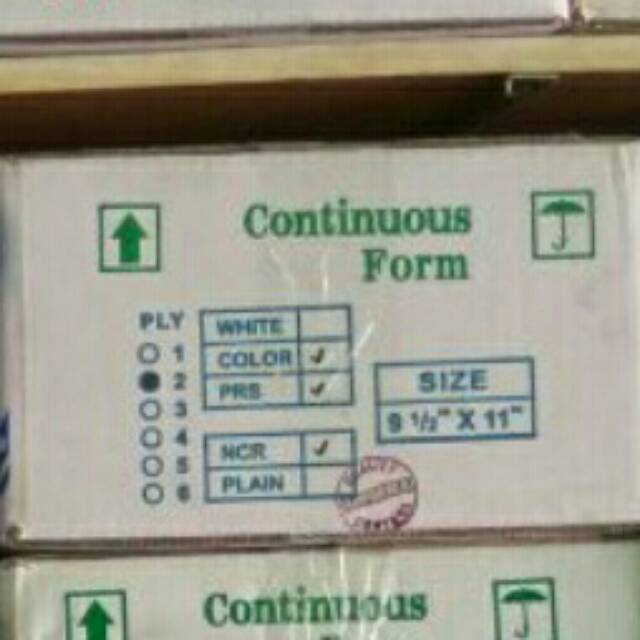 Continuous
Form
PLY
1
2
3
4
5
6
WHITE
COLOR ✓
PRS ✓
NCR ✓
PLAIN
SIZE
9 1/2" X 11"
Continuous